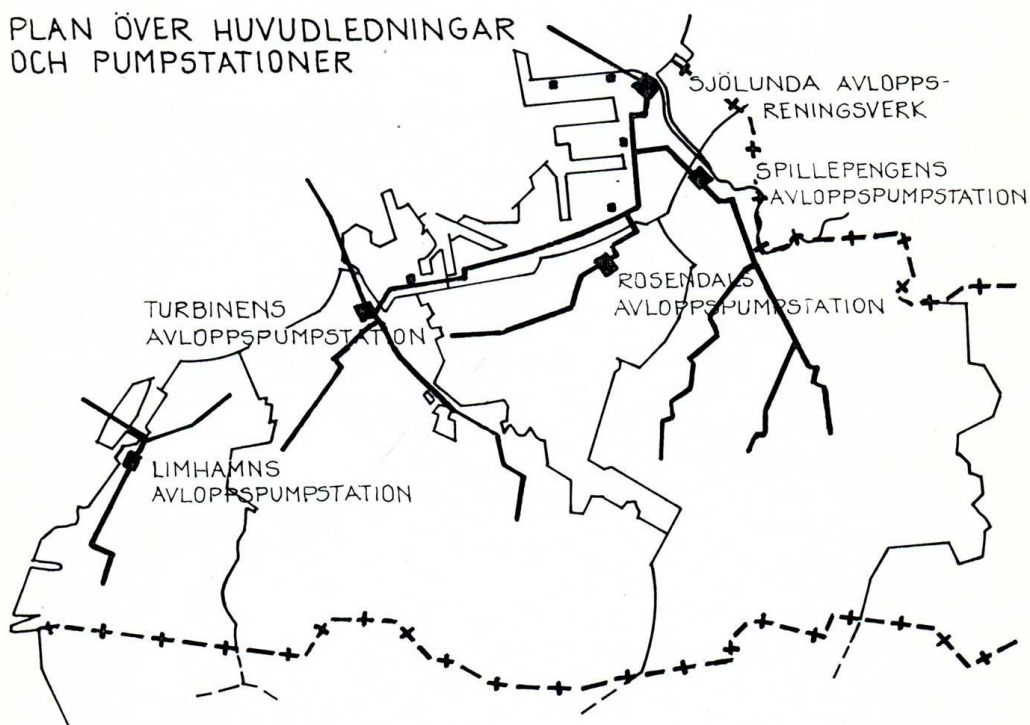 PLAN ÖVER HUVUDLEDNINGAR
OCH PUMPSTATIONER
SJÖLUNDA AVLOPPS-
RENINGSVERK
SPILLEPENGENS
AVLOPPSPUMPSTATION
ROSENDALS
AVLOPPSPUMPSTATION
TURBINENS
AVLOPPSPUMPSTATION
LIMHAMNS
AVLOPPSPUMPSTATION